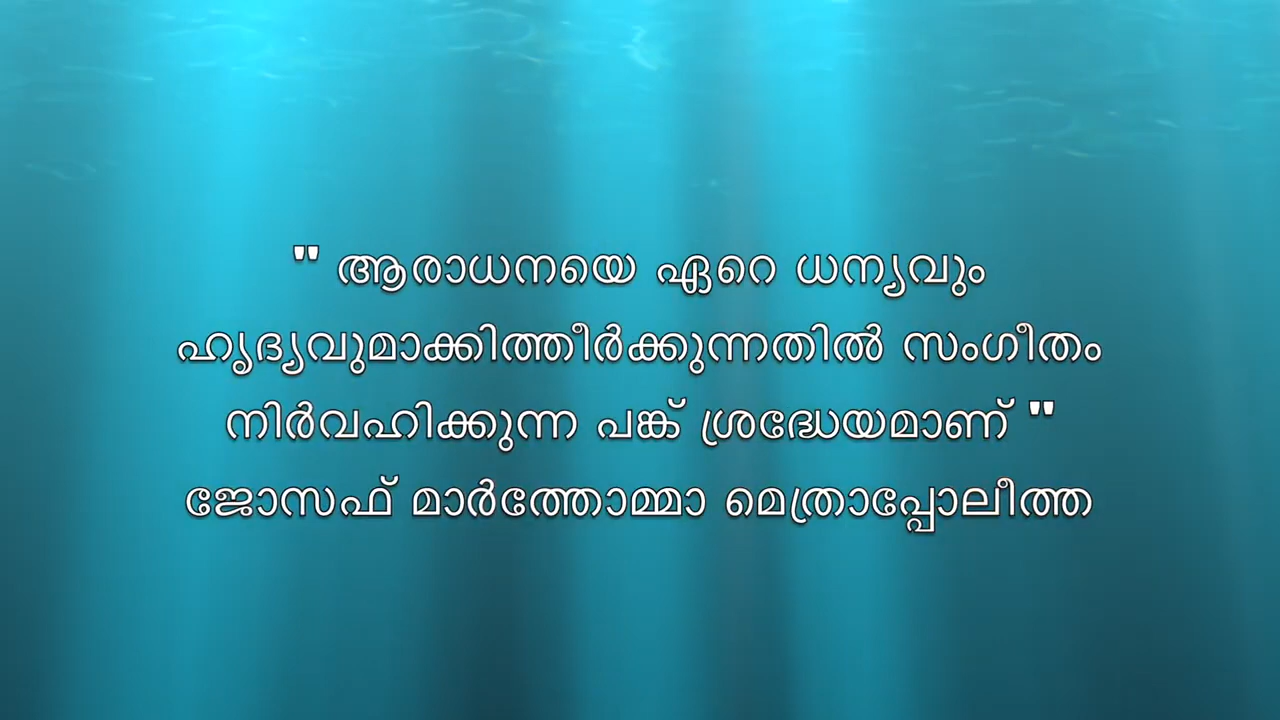 " ആരാധനയെ ഏറെ ധന്യവും
ഹൃദ്യവുമാക്കിത്തീർക്കുന്നതിൽ സംഗീതം
നിർവഹിക്കുന്ന പങ്ക് ശ്രദ്ധേയമാണ് "
ജോസഫ് മാർത്തോമ്മാ മെത്രാപ്പോലീത്ത